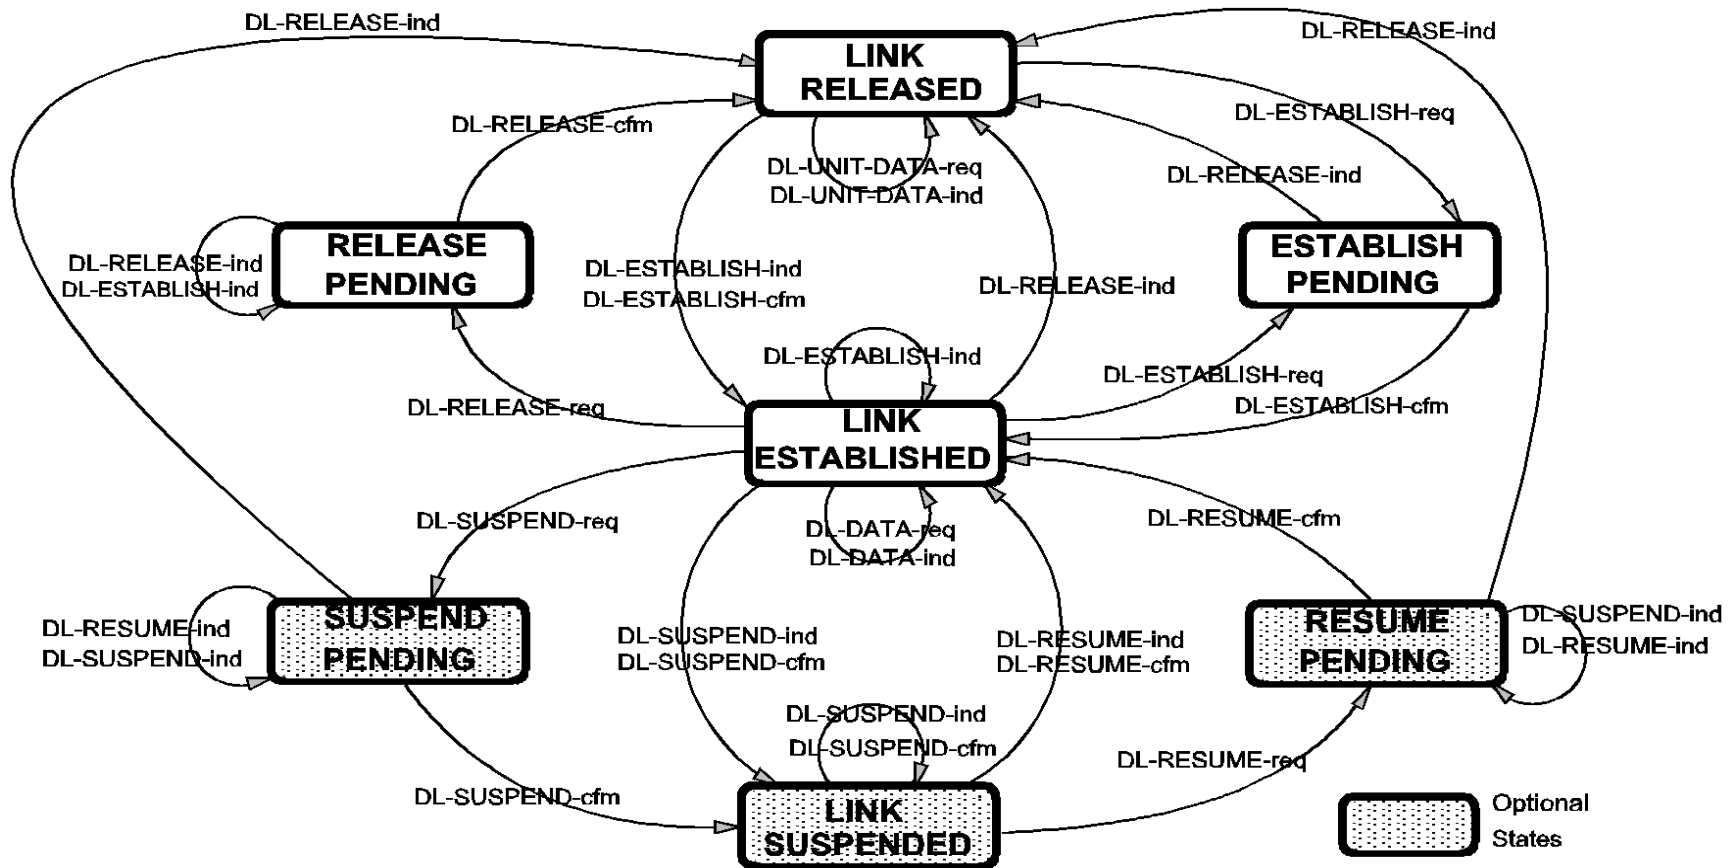 DL-RELEASE-ind
DL-RELEASE-ind
LINK
RELEASED
DL-RELEASE-cfm
DL-ESTABLISH-req
DL-UNIT-DATA-req
DL-UNIT-DATA-ind
DL-RELEASE-ind
RELEASE
PENDING
ESTABLISH
PENDING
DL-RELEASE-ind
DL-ESTABLISH-ind
DL-ESTABLISH-ind
DL-ESTABLISH-cfm
DL-RELEASE-ind
DL-ESTABLISH-ind
DL-ESTABLISH-req
DL-RELEASE-req
DL-ESTABLISH-cfm
LINK
ESTABLISHED
DL-SUSPEND-req
DL-DATA-req
DL-DATA-ind
DL-RESUME-cfm
SUSPEND
PENDING
RESUME
PENDING
DL-RESUME-ind
DL-SUSPEND-ind
DL-SUSPEND-ind
DL-SUSPEND-cfm
DL-RESUME-ind
DL-RESUME-cfm
DL-SUSPEND-ind
DL-RESUME-ind
DL-SUSPEND-ind
DL-SUSPEND-cfm
DL-RESUME-req
DL-SUSPEND-cfm
LINK
SUSPENDED
Optional
States